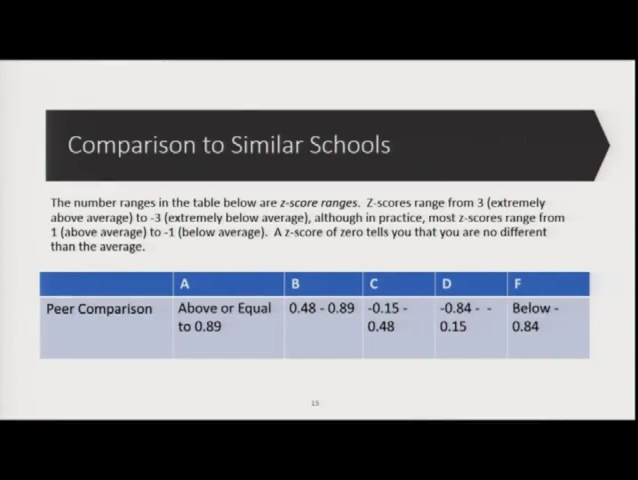 Comparison to Similar Schools
The number ranges in the table below are z-score ranges. Z-scores range from 3 (extremely
above average) to -3 (extremely below average), although in practice, most z-scores range from
1 (above average) to -1 (below average). A z-score of zero tells you that you are no different
than the average.
A B C D F
Peer Comparison Above or Equal 0.48 - 0.89 -0.15 - -0.84 - - Below -
to 0.89 0.48 0.15 0.84
15